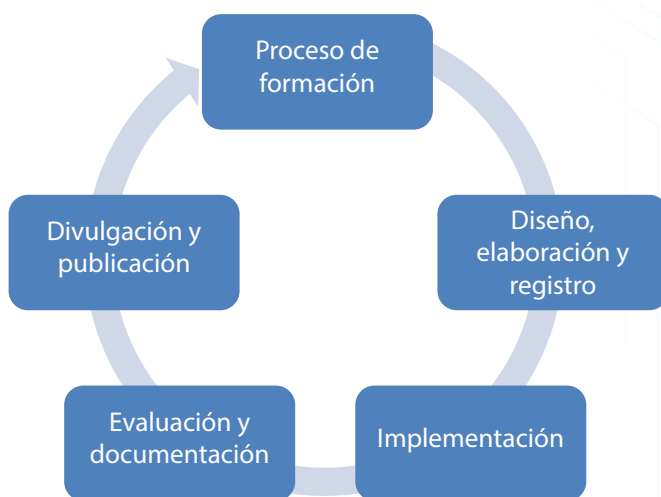 Proceso de
formación
Diseño,
elaboración y
registro
Implementación
Evaluación y
documentación
Divulgación y
publicación